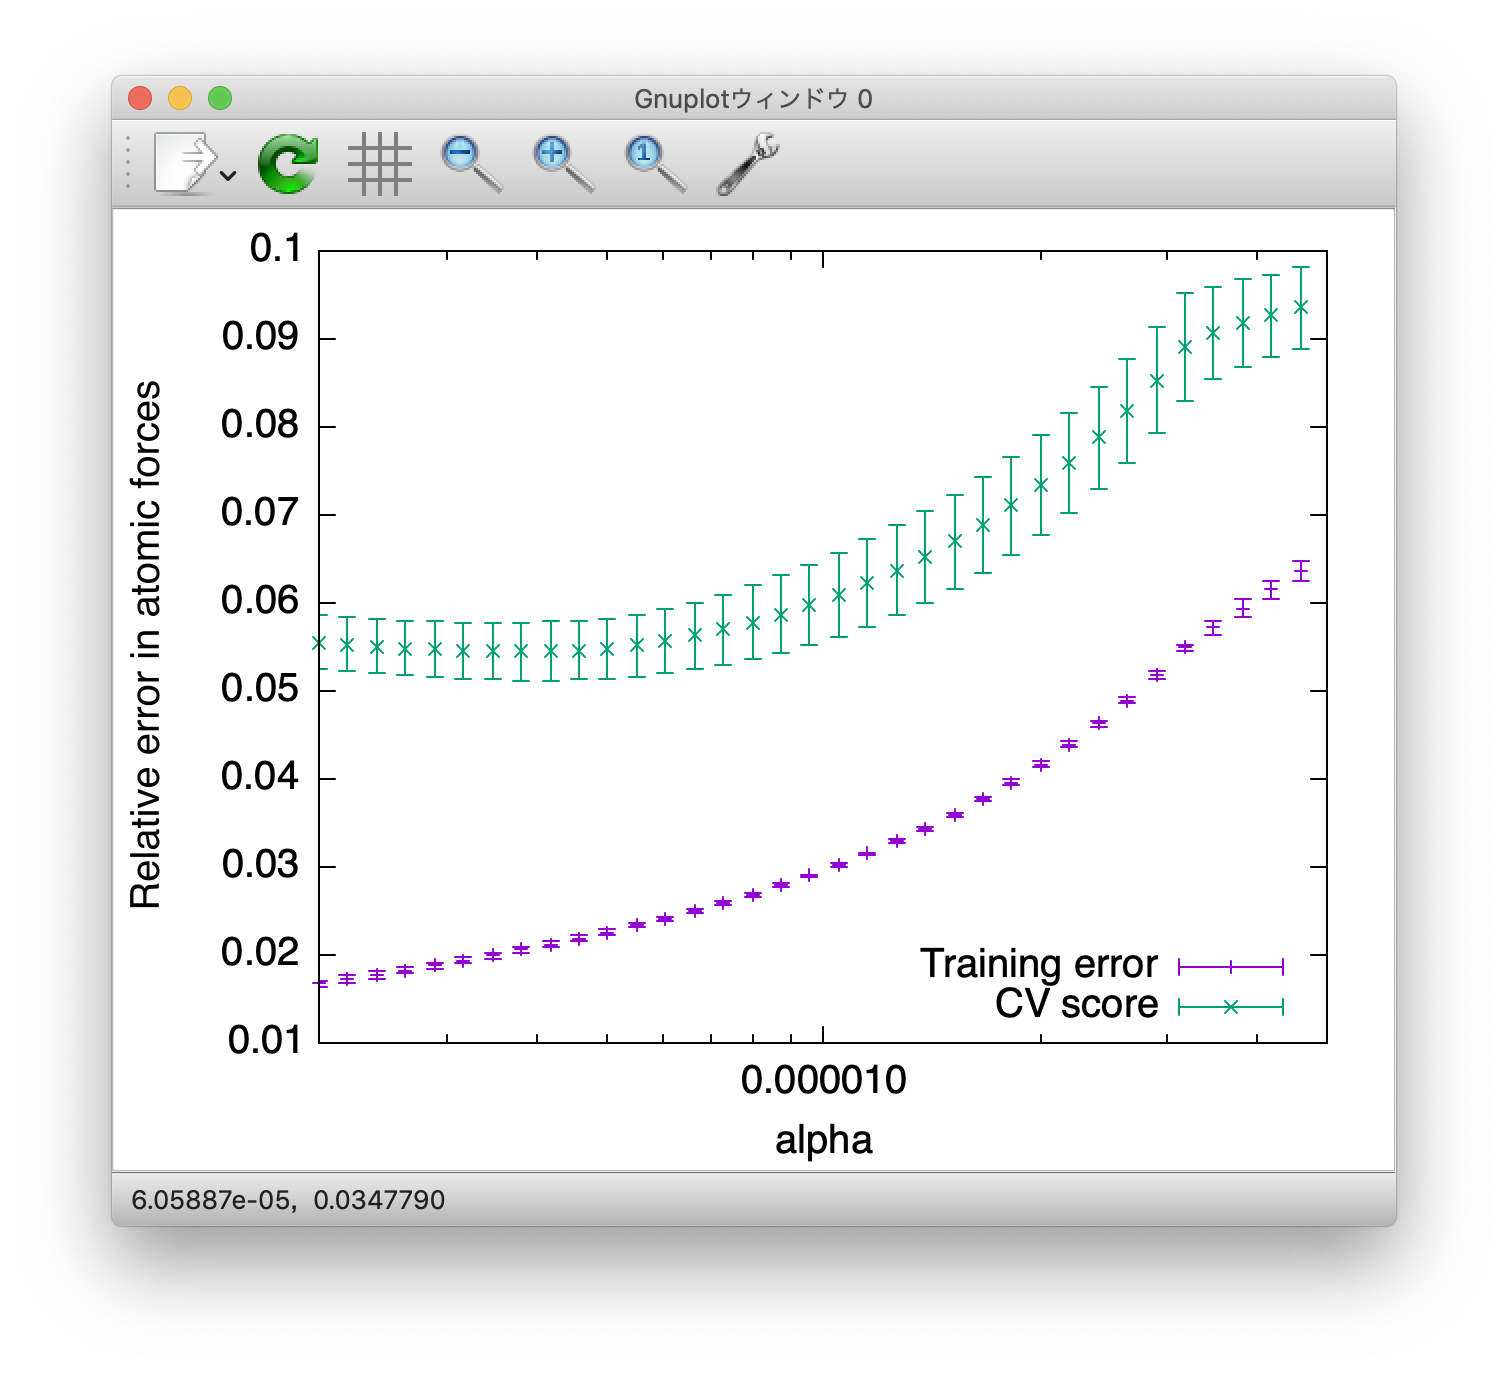 Gnuplotウィンドウ 0
1
0.1
0.09
0.08
0.07
0.06
0.05
0.04
0.03
0.02
0.01
Relative error in atomic forces
Training error
CV score
0.000010
alpha
6.05887e-05, 0.0347790